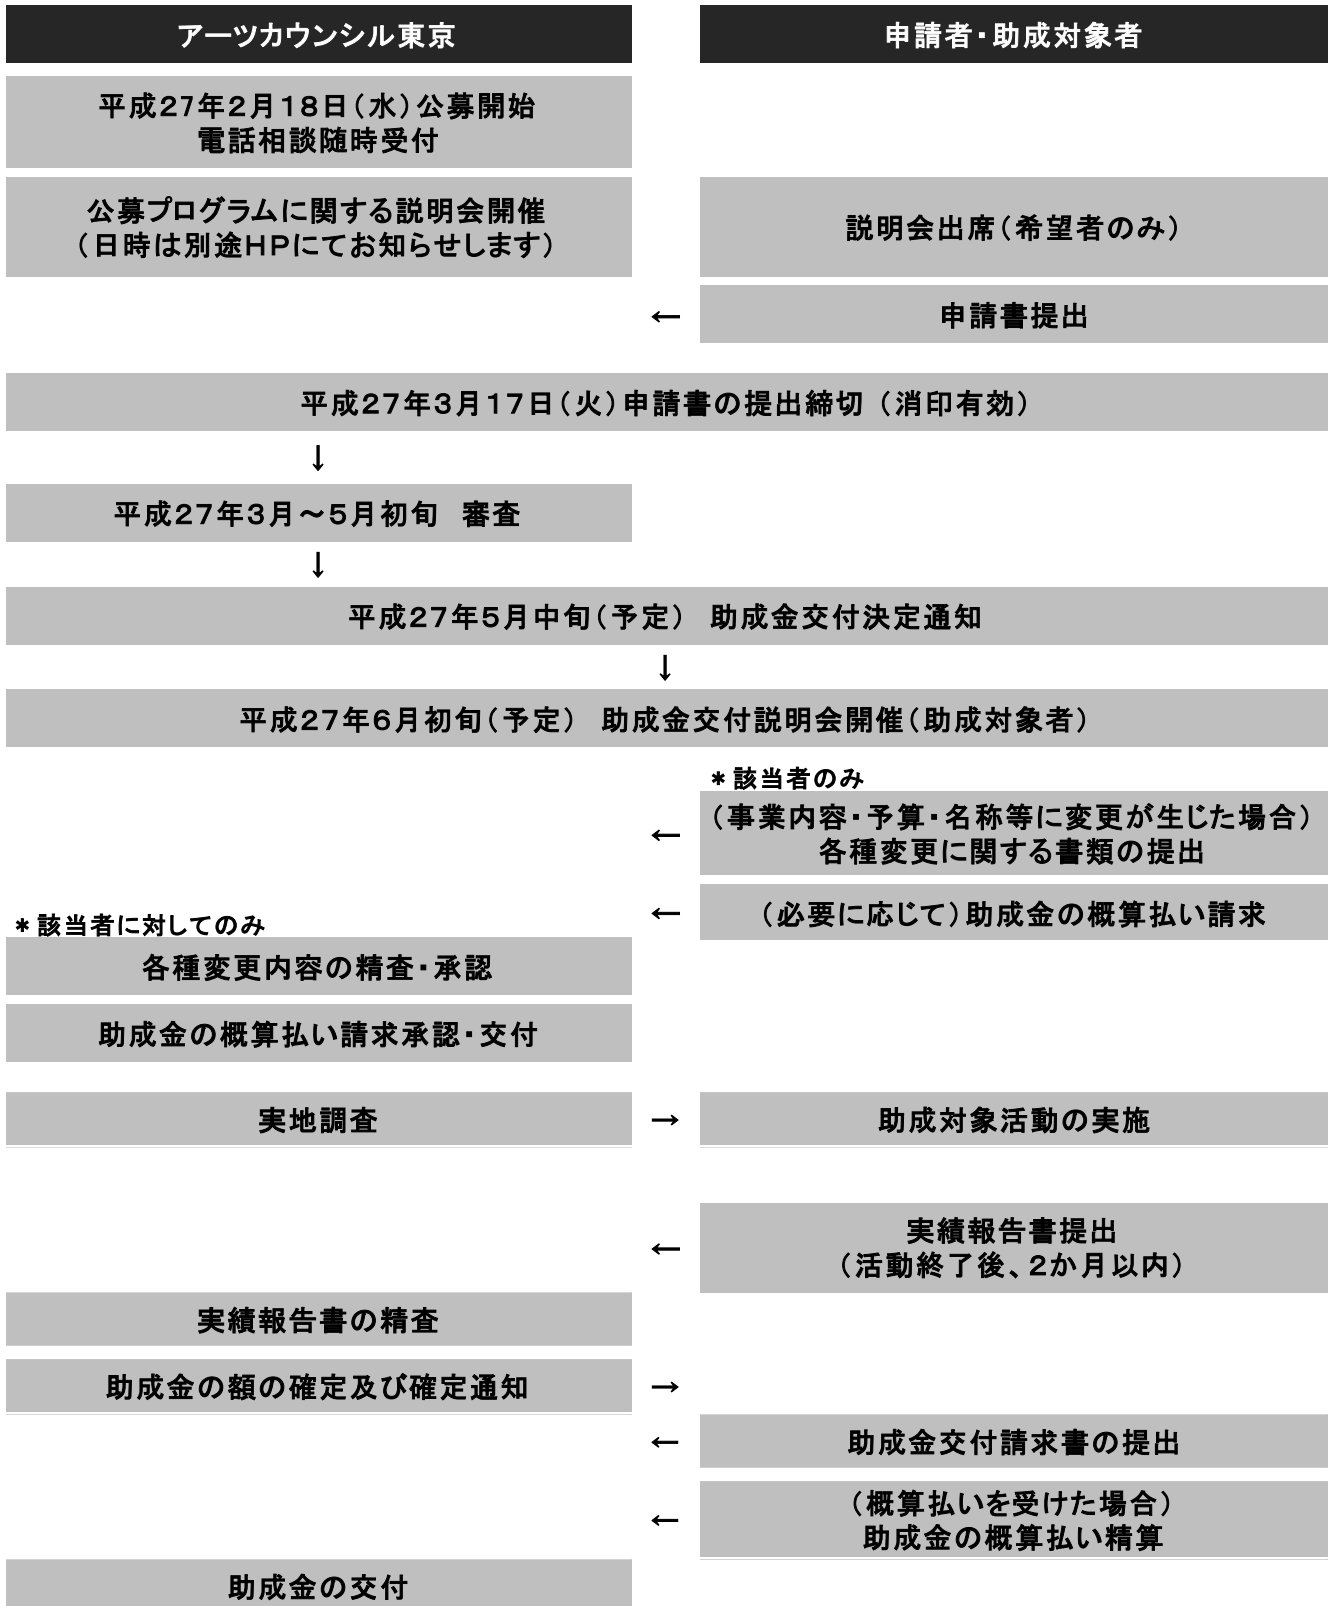 アーツカウンシル東京
申請者・助成対象者
平成27年2月18日(水)公募開始
電話相談随時受付
公募プログラムに関する説明会開催
(日時は別途HPにてお知らせします)
説明会出席(希望者のみ)
← 申請書提出
平成27年3月17日(火)申請書の提出締切 (消印有効)
↓
平成27年3月~5月初旬 審査
↓
平成27年5月中旬(予定) 助成金交付決定通知
↓
平成27年6月初旬(予定) 助成金交付説明会開催(助成対象者)
*該当者のみ
← (事業内容・予算・名称等に変更が生じた場合)
各種変更に関する書類の提出
← (必要に応じて)助成金の概算払い請求
*該当者に対してのみ
各種変更内容の精査・承認
助成金の概算払い請求承認・交付
実地調査 → 助成対象活動の実施
← 実績報告書提出
(活動終了後、2か月以内)
実績報告書の精査
助成金の額の確定及び確定通知 →
← 助成金交付請求書の提出
← (概算払いを受けた場合)
助成金の概算払い精算
助成金の交付